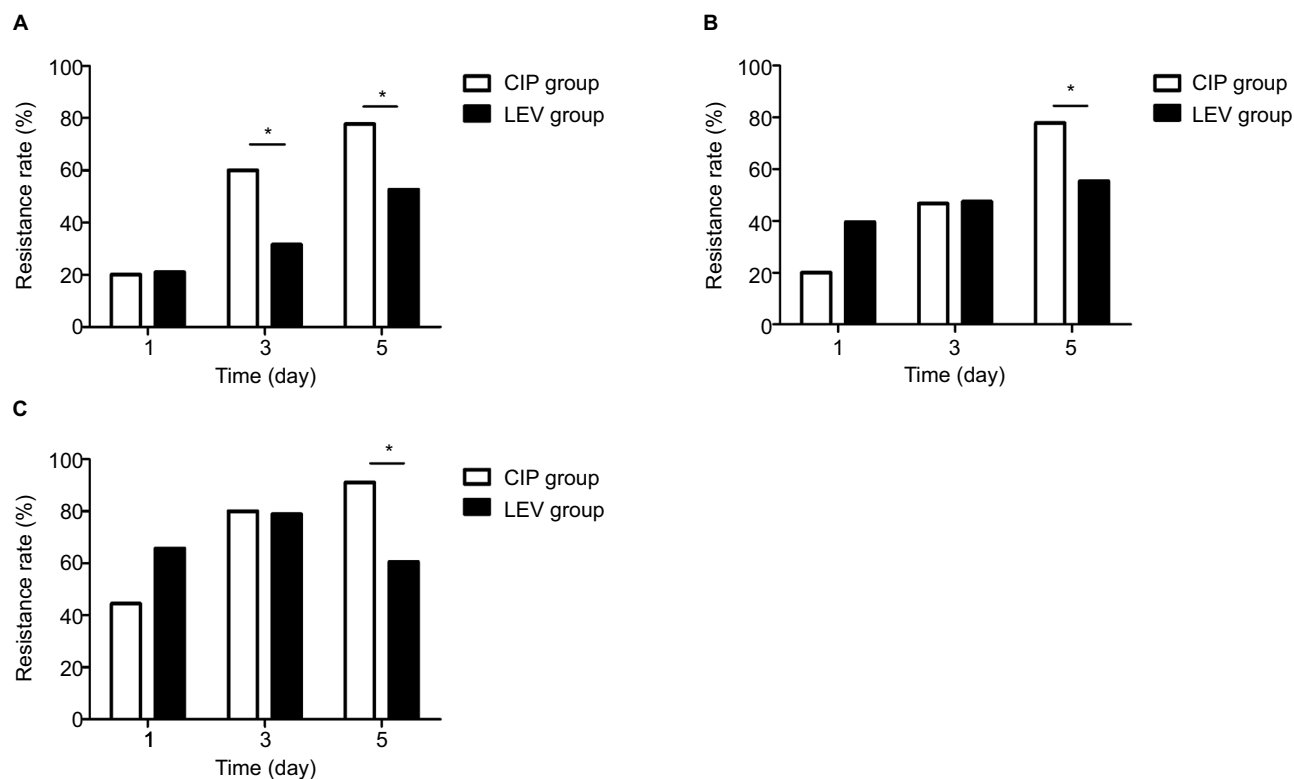 A
Resistance rate (%)
100
80
60
40
20
0
*
*
1
3
5
Time (day)
CIP group
LEV group
B
Resistance rate (%)
100
80
60
40
20
0
*
1
3
5
Time (day)
CIP group
LEV group
C
Resistance rate (%)
100
80
60
40
20
0
*
1
3
5
Time (day)
CIP group
LEV group